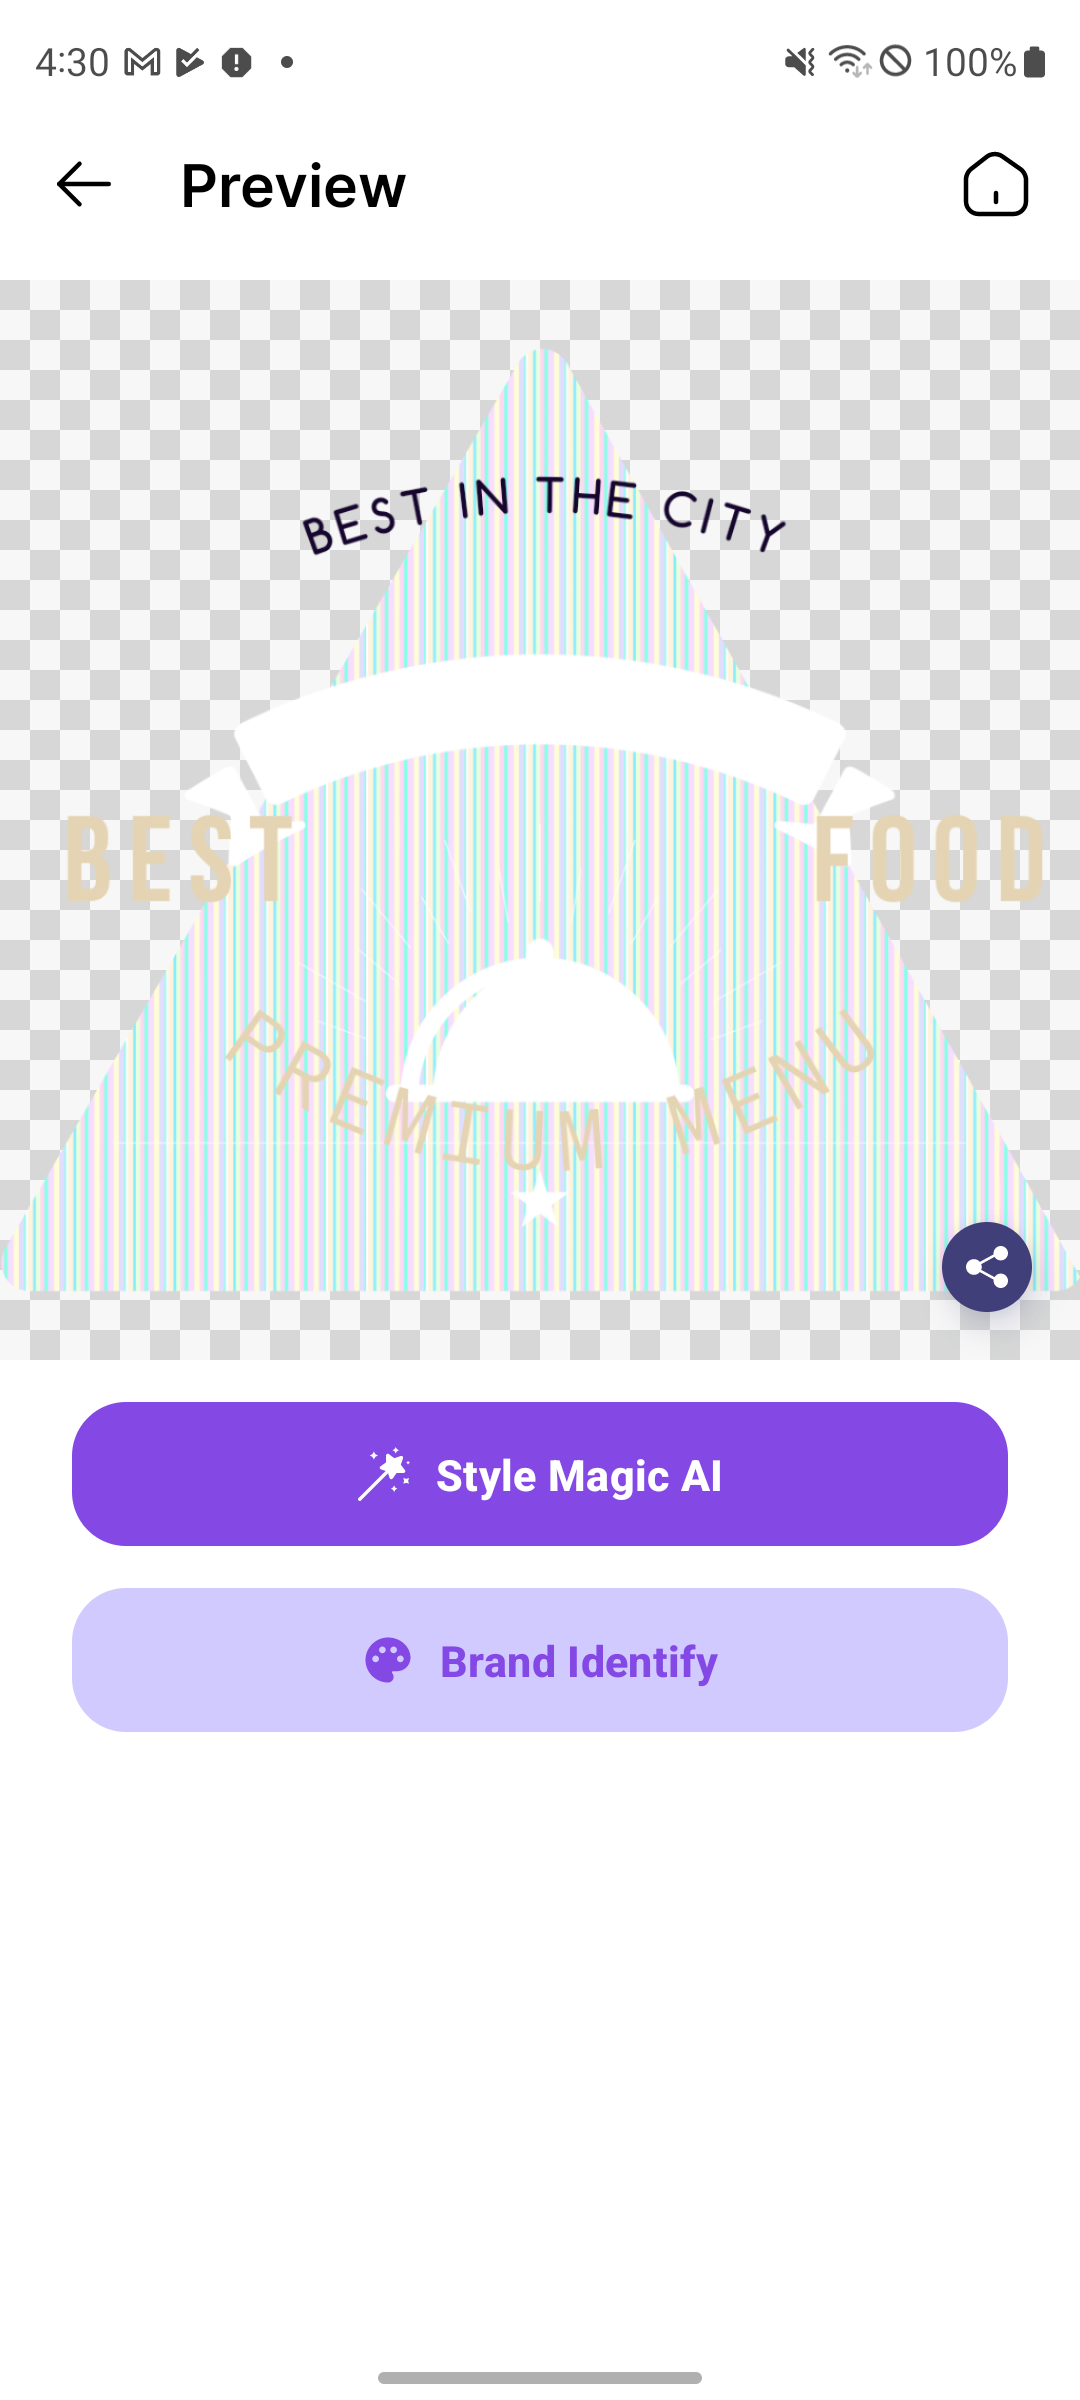 4:30
100%
Preview
BEST IN THE CITY
BEST FOOD
PREMIUM MENU
Style Magic AI
Brand Identify